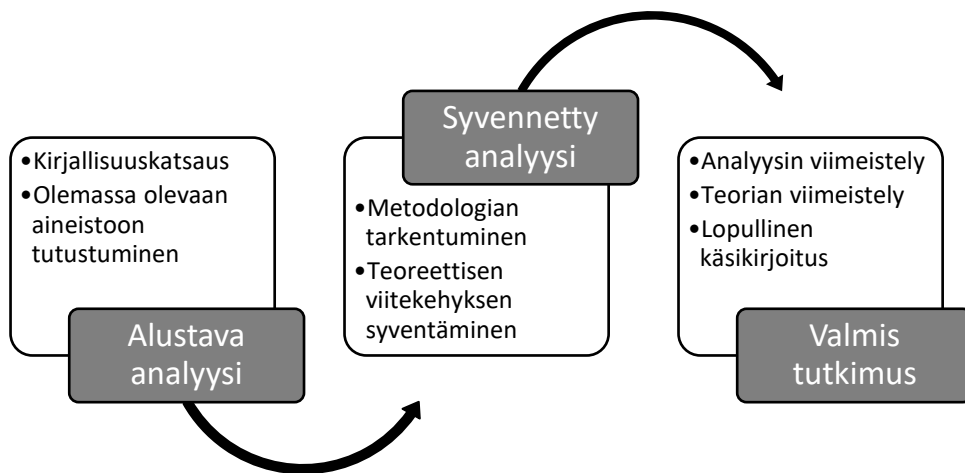 •Kirjallisuuskatsaus
•Olemassa olevaan
aineistoon
tutustuminen
Alustava
analyysi
Syvennetty
analyysi
•Metodologian
tarkentuminen
•Teoreettisen
viitekehyksen
syventäminen
•Analyysin viimeistely
•Teorian viimeistely
•Lopullinen
käsikirjoitus
Valmis
tutkimus